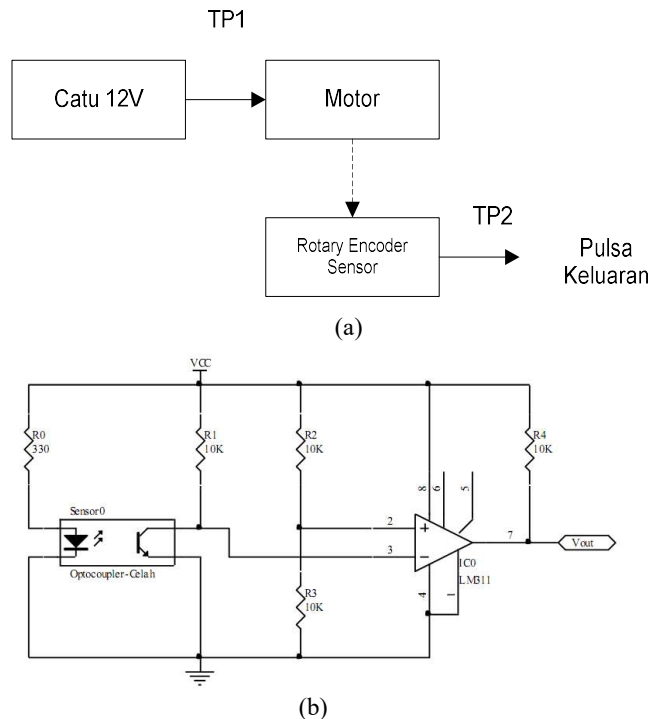 TP1
Catu 12V
Motor
TP2
Rotary Encoder
Sensor
Pulsa
Keluaran
(a)
VCC
R0
330
R1
10K
R2
10K
R4
10K
8
6
5
Sensor0
2
+
7
Vout
3
-
IC0
LM311
Optocoupler-Celah
R3
10K
4
1
(b)